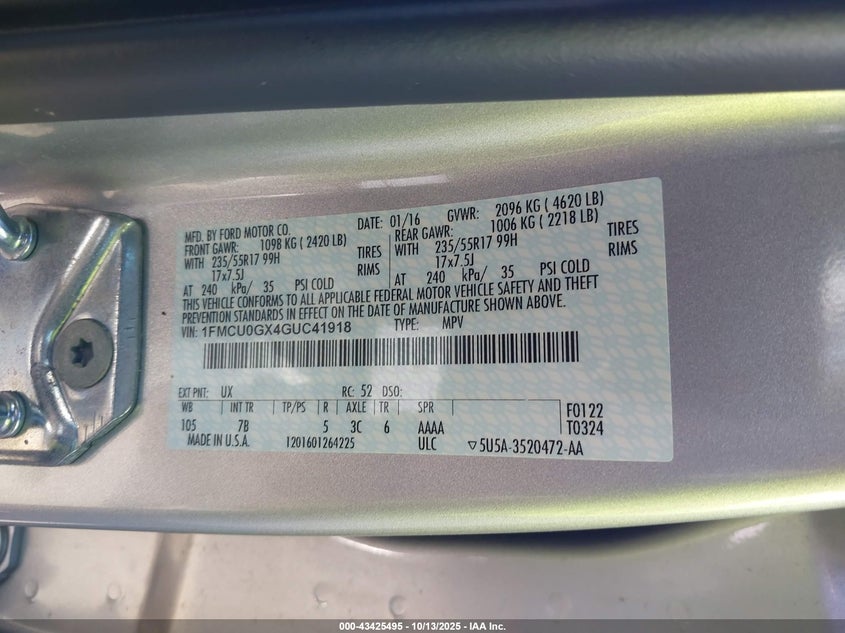 MFD. BY FORD MOTOR CO. DATE: 01/16 GVWR: 2096 KG ( 4620 LB)
FRONT GAWR: 1098 KG ( 2420 LB) REAR GAWR: 1006 KG ( 2218 LB)
WITH 235/55R17 99H TIRES WITH 235/55R17 99H TIRES
17x7.5J RIMS 17x7.5J RIMS
AT 240 kPa/ 35 PSI COLD AT 240 kPa/ 35 PSI COLD
THIS VEHICLE CONFORMS TO ALL APPLICABLE FEDERAL MOTOR VEHICLE SAFETY AND THEFT
PREVENTION STANDARDS IN EFFECT ON THE DATE OF MANUFACTURE SHOWN ABOVE.
VIN: 1FMCU0GX4GUC41918 TYPE: MPV
EXT PNT: UX RC: 52 DSO:
WB INT TR TP/PS R AXLE TR SPR F0122
105 7B 5 3C 6 AAAA T0324
MADE IN U.S.A. 1201601264225 ULC ▽5U5A-3520472-AA
000-43425495 - 10/13/2025 - IAA Inc.